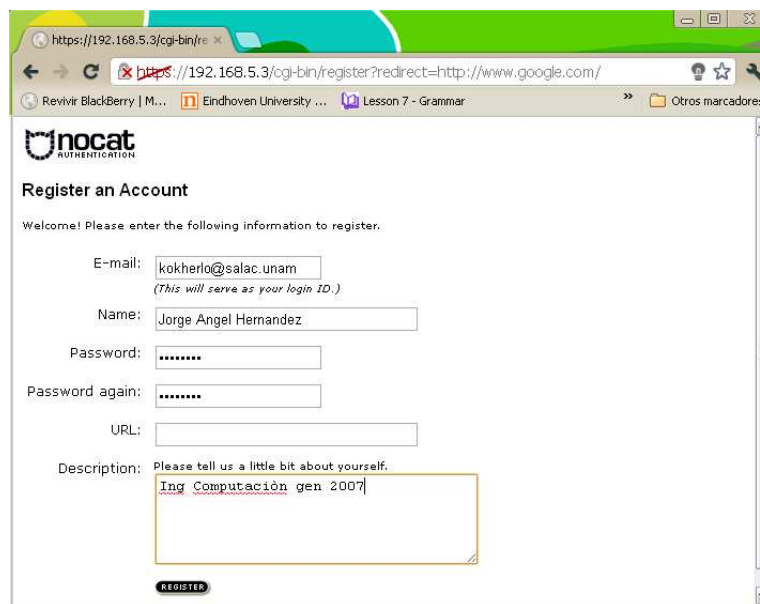 https://192.168.5.3/cgi-bin/re ×
https://192.168.5.3/cgi-bin/register?redirect=http://www.google.com/
Revivir BlackBerry | M... Eindhoven University ... Lesson 7 - Grammar » Otros marcadores
nocat
AUTHENTICATION
Register an Account
Welcome! Please enter the following information to register.
E-mail: kokherlo@salac.unam
(This will serve as your login ID.)
Name: Jorge Angel Hernandez
Password: ••••••••
Password again: ••••••••
URL:
Description: Please tell us a little bit about yourself.
Ing Computaciòn gen 2007
REGISTER